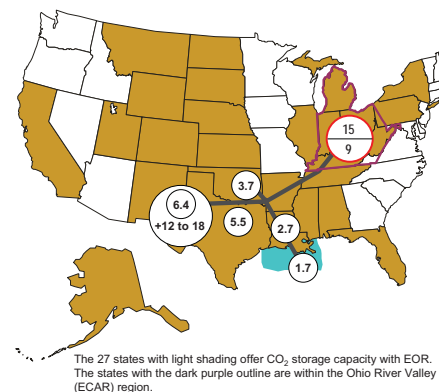 15
9
3.7
6.4
+12 to 18
5.5
2.7
1.7
The 27 states with light shading offer CO₂ storage capacity with EOR.
The states with the dark purple outline are within the Ohio River Valley
(ECAR) region.